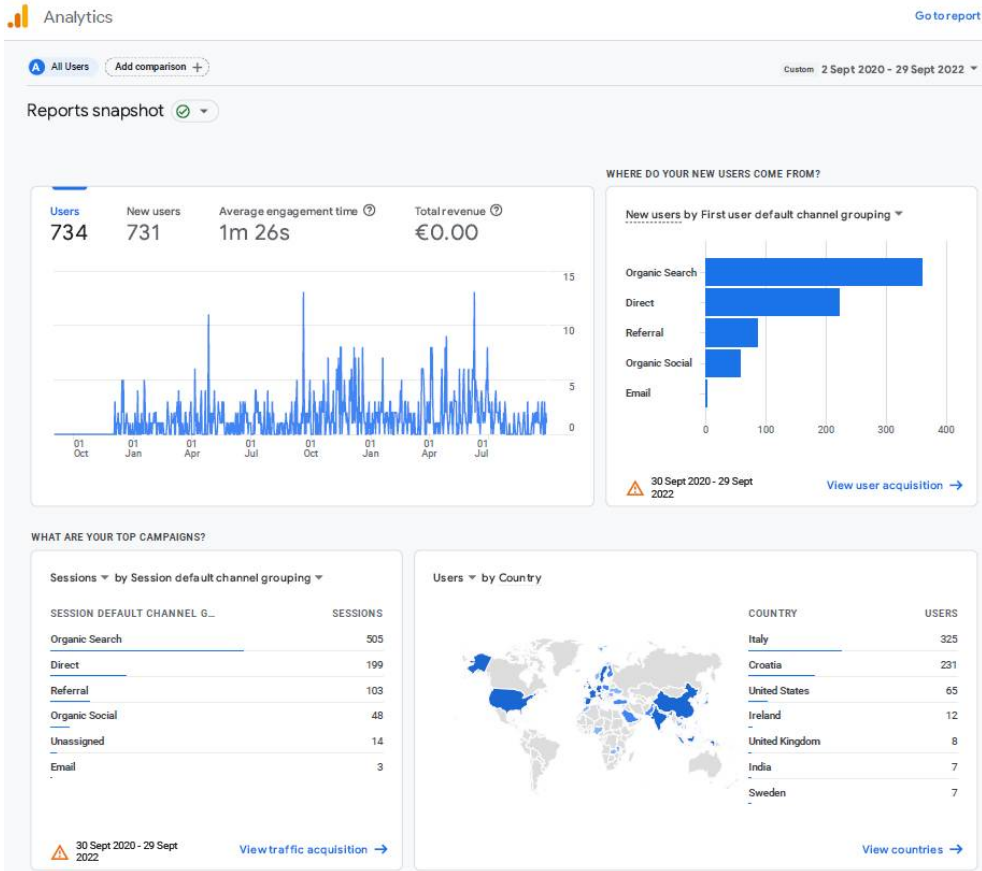 Analytics
Go to report
A All Users Add comparison +
Custom 2 Sept 2020 - 29 Sept 2022
Reports snapshot
Users New users Average engagement time Total revenue
734 731 1m 26s €0.00
15
10
5
0
01 Oct 01 Jan 01 Apr 01 Jul 01 Oct 01 Jan 01 Apr 01 Jul
WHERE DO YOUR NEW USERS COME FROM?
New users by First user default channel grouping
Organic Search
Direct
Referral
Organic Social
Email
0 100 200 300 400
30 Sept 2020 - 29 Sept
2022
View user acquisition
WHAT ARE YOUR TOP CAMPAIGNS?
Sessions by Session default channel grouping
SESSION DEFAULT CHANNEL G... SESSIONS
Organic Search 505
Direct 199
Referral 103
Organic Social 48
Unassigned 14
Email 3
30 Sept 2020 - 29 Sept
2022
View traffic acquisition
Users by Country
COUNTRY USERS
Italy 325
Croatia 231
United States 65
Ireland 12
United Kingdom 8
India 7
Sweden 7
View countries